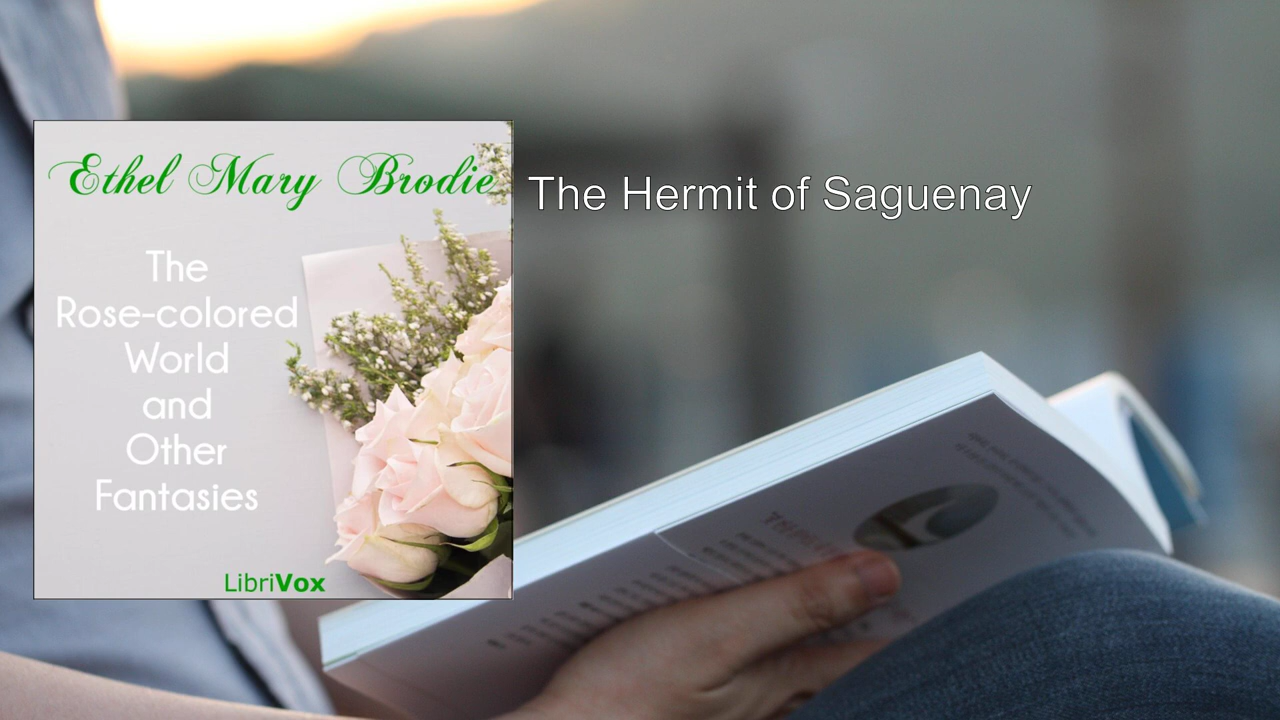 Ethel Mary Brodie
The
Rose-colored
World
and
Other
Fantasies
LibriVox
The Hermit of Saguenay